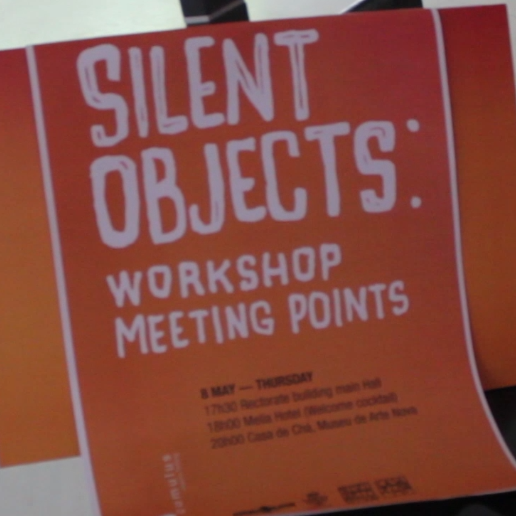 SILENT
OBJECTS:
WORKSHOP
MEETING POINTS
8 MAY — THURSDAY
17h30 Rectorate building main Hall
18h00 Melia Hotel (Welcome cocktail)
20h00 Casa de Chá, Museu de Arte Nova
cumulus